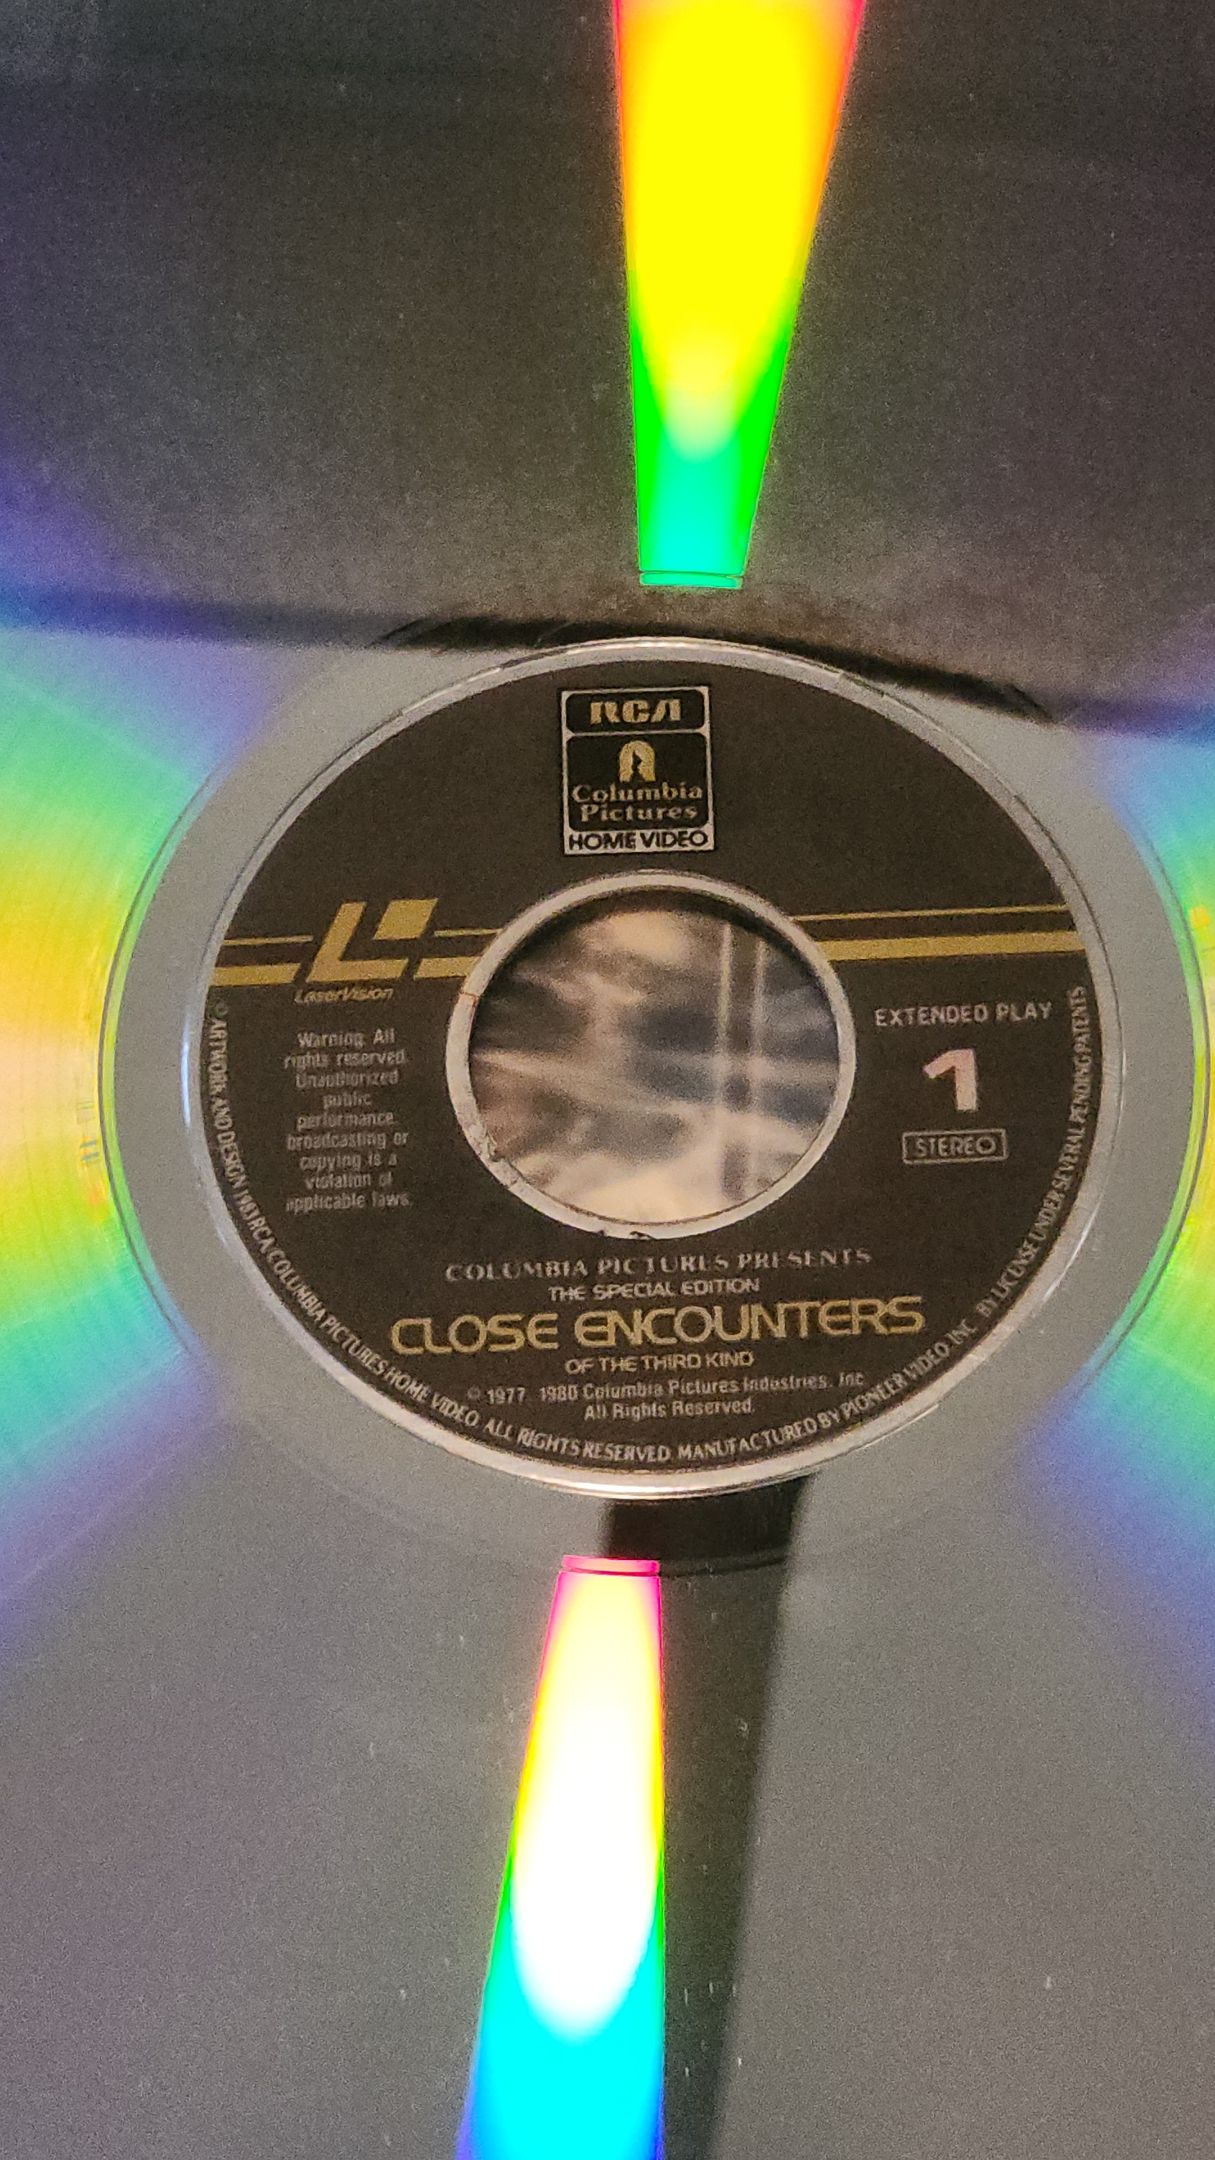 RCA
Columbia
Pictures
HOME VIDEO
LaserVision
Warning: All
rights reserved.
Unauthorized
public
performance,
broadcasting or
copying is a
violation of
applicable laws.
EXTENDED PLAY
1
STEREO
COLUMBIA PICTURES PRESENTS
THE SPECIAL EDITION
CLOSE ENCOUNTERS
OF THE THIRD KIND
© 1977, 1980 Columbia Pictures Industries, Inc.
All Rights Reserved.
© ARTWORK AND DESIGN 1981 RCA/COLUMBIA PICTURES HOME VIDEO. ALL RIGHTS RESERVED. MANUFACTURED BY PIONEER VIDEO, INC. BY LICENSE UNDER SEVERAL PENDING PATENTS